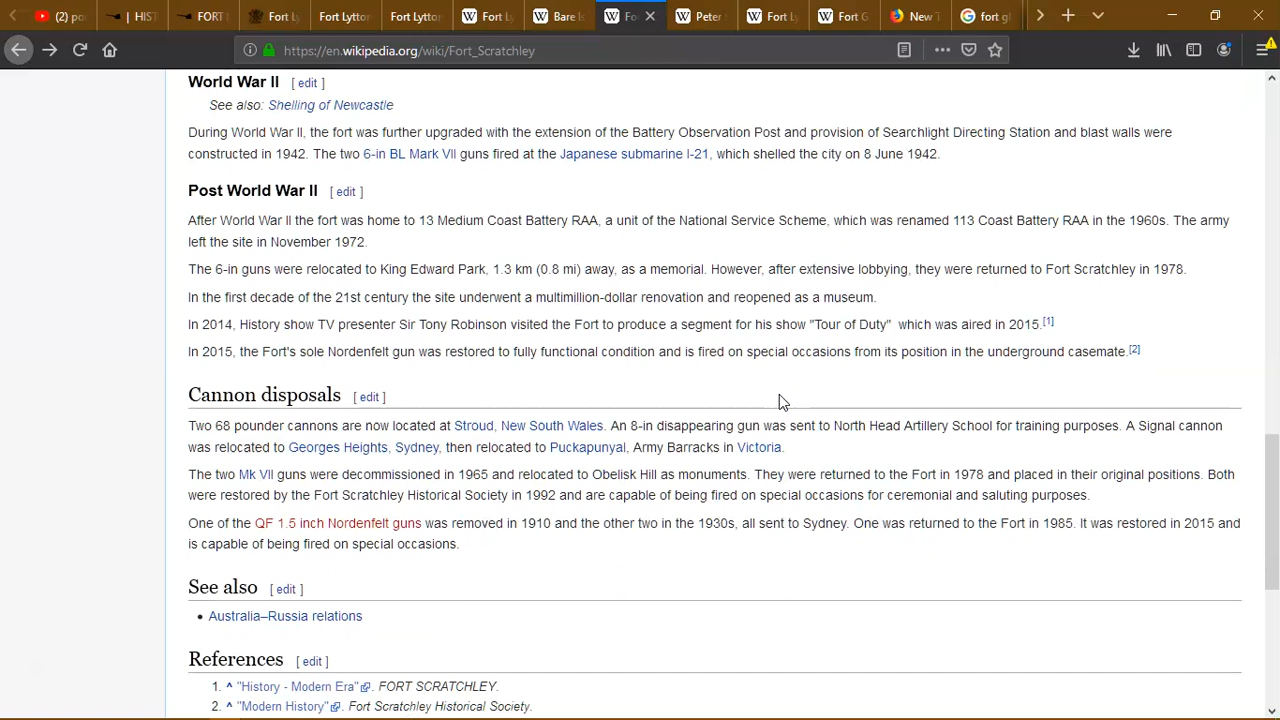 (2) po
| HIST
FORT
Fort Ly
Fort Lyttor
Fort Lyttor
Fort Ly
Bare Is
Fo
Peter
Fort Ly
Fort G
New T
fort gl
https://en.wikipedia.org/wiki/Fort_Scratchley
World War II [ edit ]
See also: Shelling of Newcastle
During World War II, the fort was further upgraded with the extension of the Battery Observation Post and provision of Searchlight Directing Station and blast walls were
constructed in 1942. The two 6-in BL Mark VII guns fired at the Japanese submarine I-21, which shelled the city on 8 June 1942.
Post World War II [ edit ]
After World War II the fort was home to 13 Medium Coast Battery RAA, a unit of the National Service Scheme, which was renamed 113 Coast Battery RAA in the 1960s. The army
left the site in November 1972.
The 6-in guns were relocated to King Edward Park, 1.3 km (0.8 mi) away, as a memorial. However, after extensive lobbying, they were returned to Fort Scratchley in 1978.
In the first decade of the 21st century the site underwent a multimillion-dollar renovation and reopened as a museum.
In 2014, History show TV presenter Sir Tony Robinson visited the Fort to produce a segment for his show "Tour of Duty" which was aired in 2015.[1]
In 2015, the Fort's sole Nordenfelt gun was restored to fully functional condition and is fired on special occasions from its position in the underground casemate.[2]
Cannon disposals [ edit ]
Two 68 pounder cannons are now located at Stroud, New South Wales. An 8-in disappearing gun was sent to North Head Artillery School for training purposes. A Signal cannon
was relocated to Georges Heights, Sydney, then relocated to Puckapunyal, Army Barracks in Victoria.
The two Mk VII guns were decommissioned in 1965 and relocated to Obelisk Hill as monuments. They were returned to the Fort in 1978 and placed in their original positions. Both
were restored by the Fort Scratchley Historical Society in 1992 and are capable of being fired on special occasions for ceremonial and saluting purposes.
One of the QF 1.5 inch Nordenfelt guns was removed in 1910 and the other two in the 1930s, all sent to Sydney. One was returned to the Fort in 1985. It was restored in 2015 and
is capable of being fired on special occasions.
See also [ edit ]
• Australia–Russia relations
References [ edit ]
1. ^ "History - Modern Era". FORT SCRATCHLEY.
2. ^ "Modern History". Fort Scratchley Historical Society.